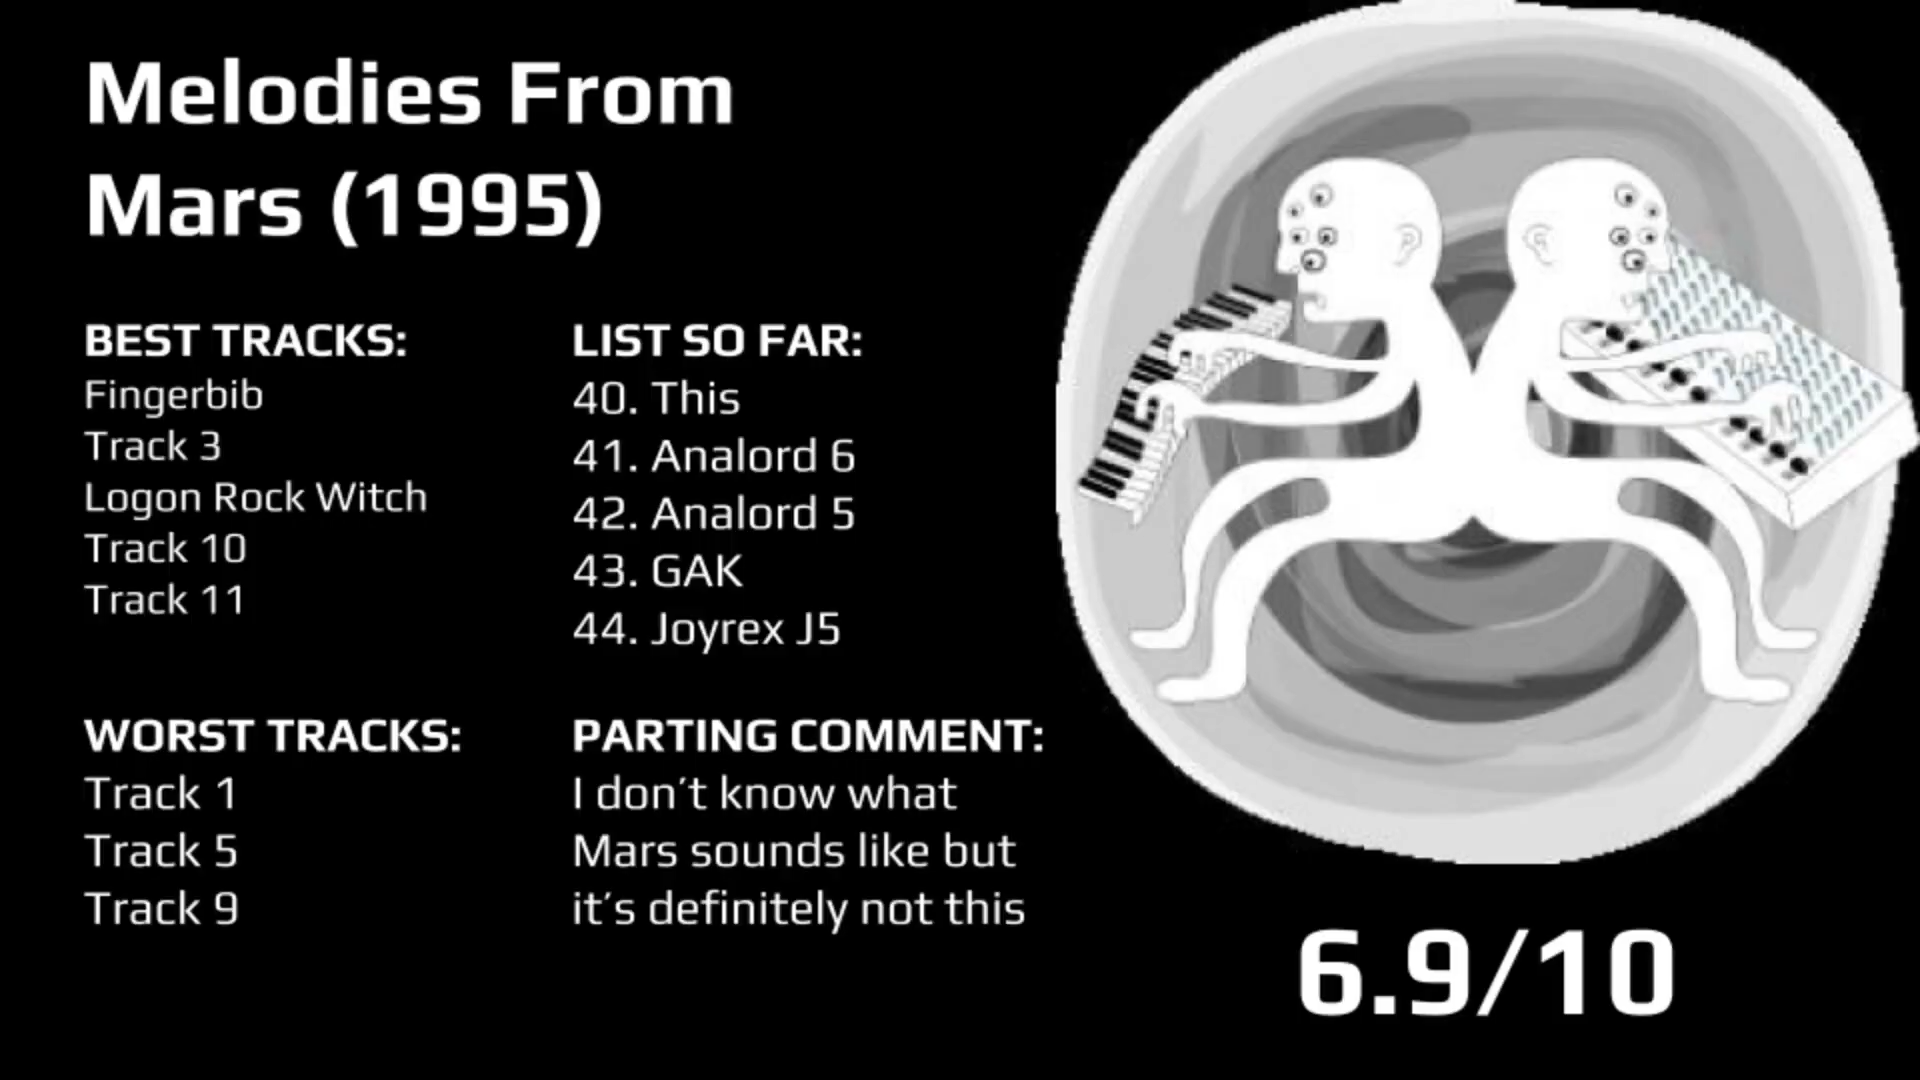 Melodies From
Mars (1995)
BEST TRACKS:
Fingerbib
Track 3
Logon Rock Witch
Track 10
Track 11
LIST SO FAR:
40. This
41. Analord 6
42. Analord 5
43. GAK
44. Joyrex J5
WORST TRACKS:
Track 1
Track 5
Track 9
PARTING COMMENT:
I don´t know what
Mars sounds like but
it´s definitely not this
6.9/10